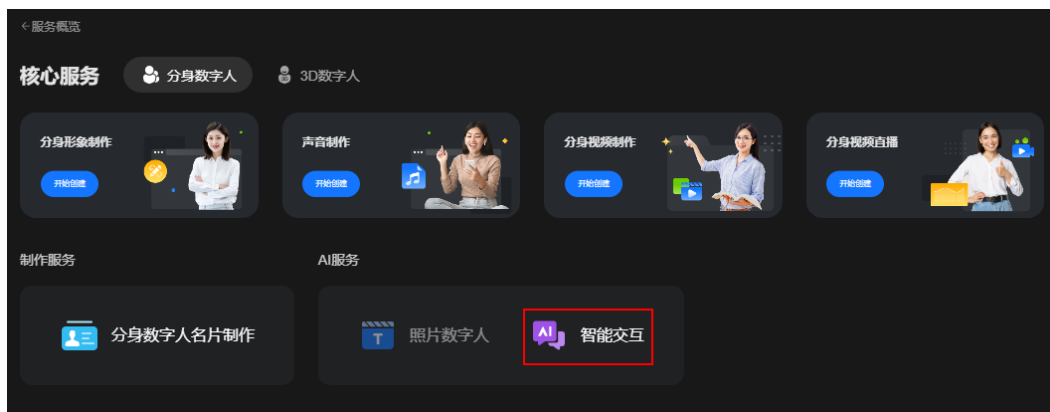 ←服务概览
核心服务 分身数字人 3D数字人
分身形象制作 声音制作 分身视频制作 分身视频直播
开始创建 开始创建 开始创建 开始创建
制作服务 AI服务
分身数字人名片制作 T 照片数字人 AI 智能交互